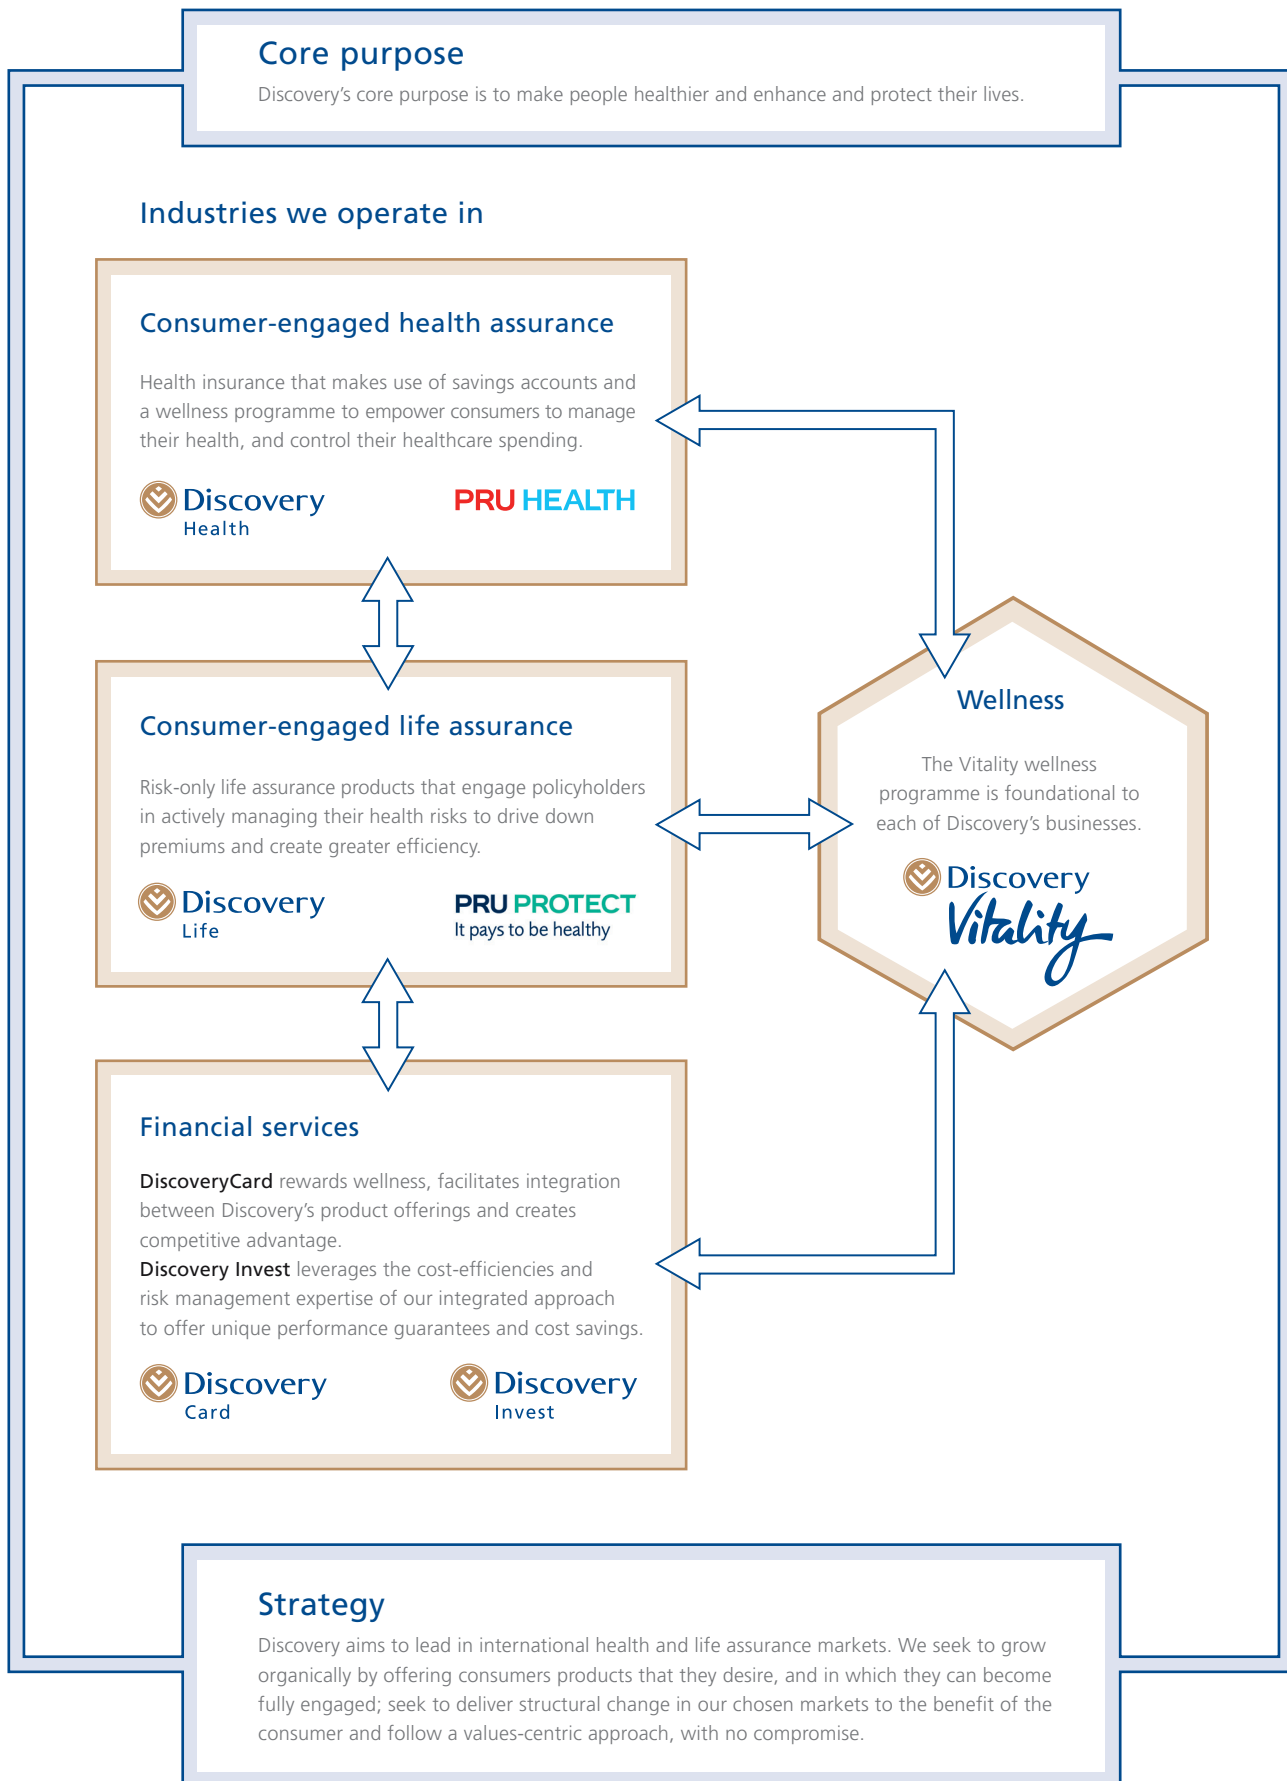 Core purpose
Discovery’s core purpose is to make people healthier and enhance and protect their lives.
Industries we operate in
Consumer-engaged health assurance
Health insurance that makes use of savings accounts and
a wellness programme to empower consumers to manage
their health, and control their healthcare spending.
Discovery
Health
PRU HEALTH
Consumer-engaged life assurance
Risk-only life assurance products that engage policyholders
in actively managing their health risks to drive down
premiums and create greater efficiency.
Discovery
Life
PRU PROTECT
It pays to be healthy
Wellness
The Vitality wellness
programme is foundational to
each of Discovery’s businesses.
Discovery
Vitality
Financial services
DiscoveryCard rewards wellness, facilitates integration
between Discovery’s product offerings and creates
competitive advantage.
Discovery Invest leverages the cost-efficiencies and
risk management expertise of our integrated approach
to offer unique performance guarantees and cost savings.
Discovery
Card
Discovery
Invest
Strategy
Discovery aims to lead in international health and life assurance markets. We seek to grow
organically by offering consumers products that they desire, and in which they can become
fully engaged; seek to deliver structural change in our chosen markets to the benefit of the
consumer and follow a values-centric approach, with no compromise.